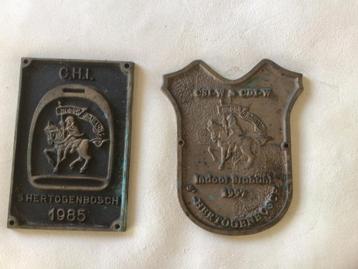 C.H.I.
'S HERTOGENBOSCH
1985
CSI-W & CDI-W
Indoor Brabant
'S-HERTOGENBOSCH